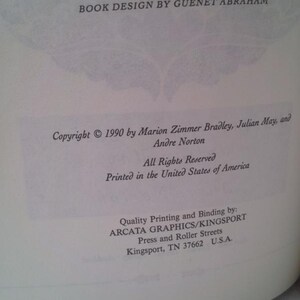 BOOK DESIGN BY GUENET ABRAHAM
Copyright © 1990 by Marion Zimmer Bradley, Julian May, and
Andre Norton
All Rights Reserved
Printed in the United States of America
Quality Printing and Binding by:
ARCATA GRAPHICS/KINGSPORT
Press and Roller Streets
Kingsport, TN 37662 U.S.A.